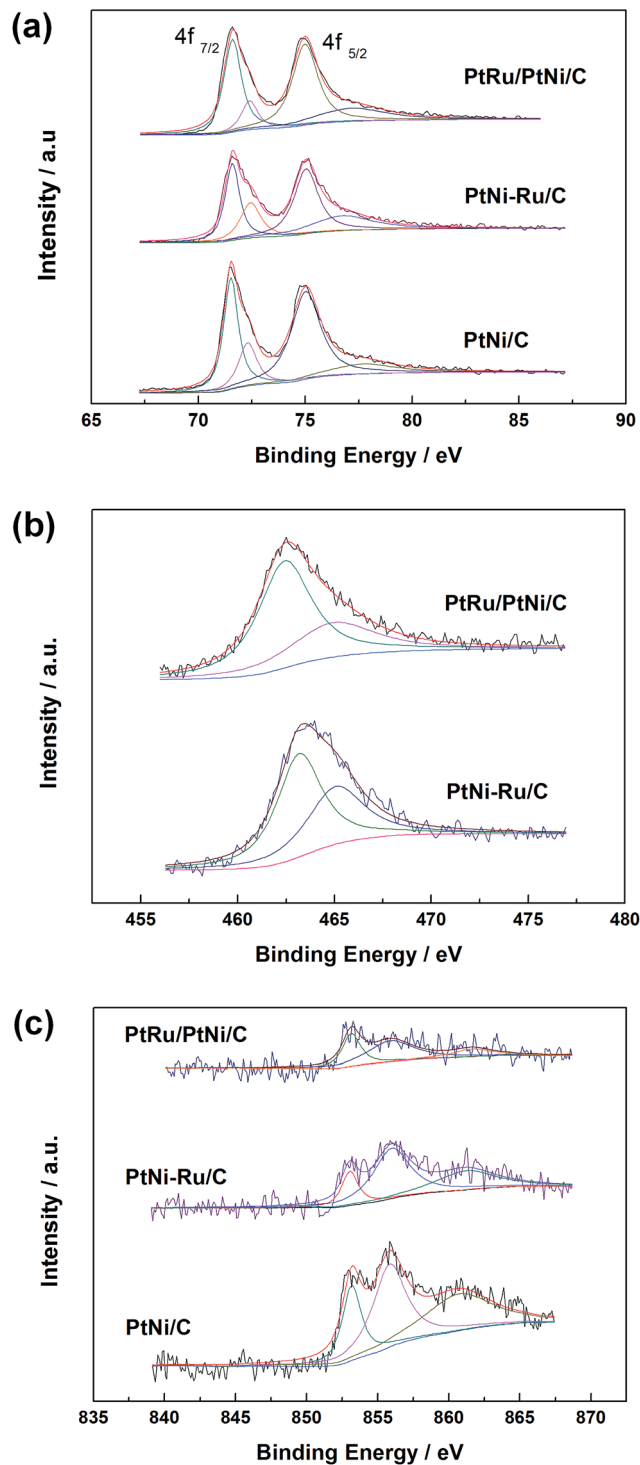 (a)
4f 7/2
4f 5/2
PtRu/PtNi/C
PtNi-Ru/C
PtNi/C
Intensity / a.u
65 70 75 80 85 90
Binding Energy / eV
(b)
PtRu/PtNi/C
PtNi-Ru/C
Intensity / a.u.
455 460 465 470 475 480
Binding Energy / eV
(c)
PtRu/PtNi/C
PtNi-Ru/C
PtNi/C
Intensity / a.u.
835 840 845 850 855 860 865 870
Binding Energy / eV